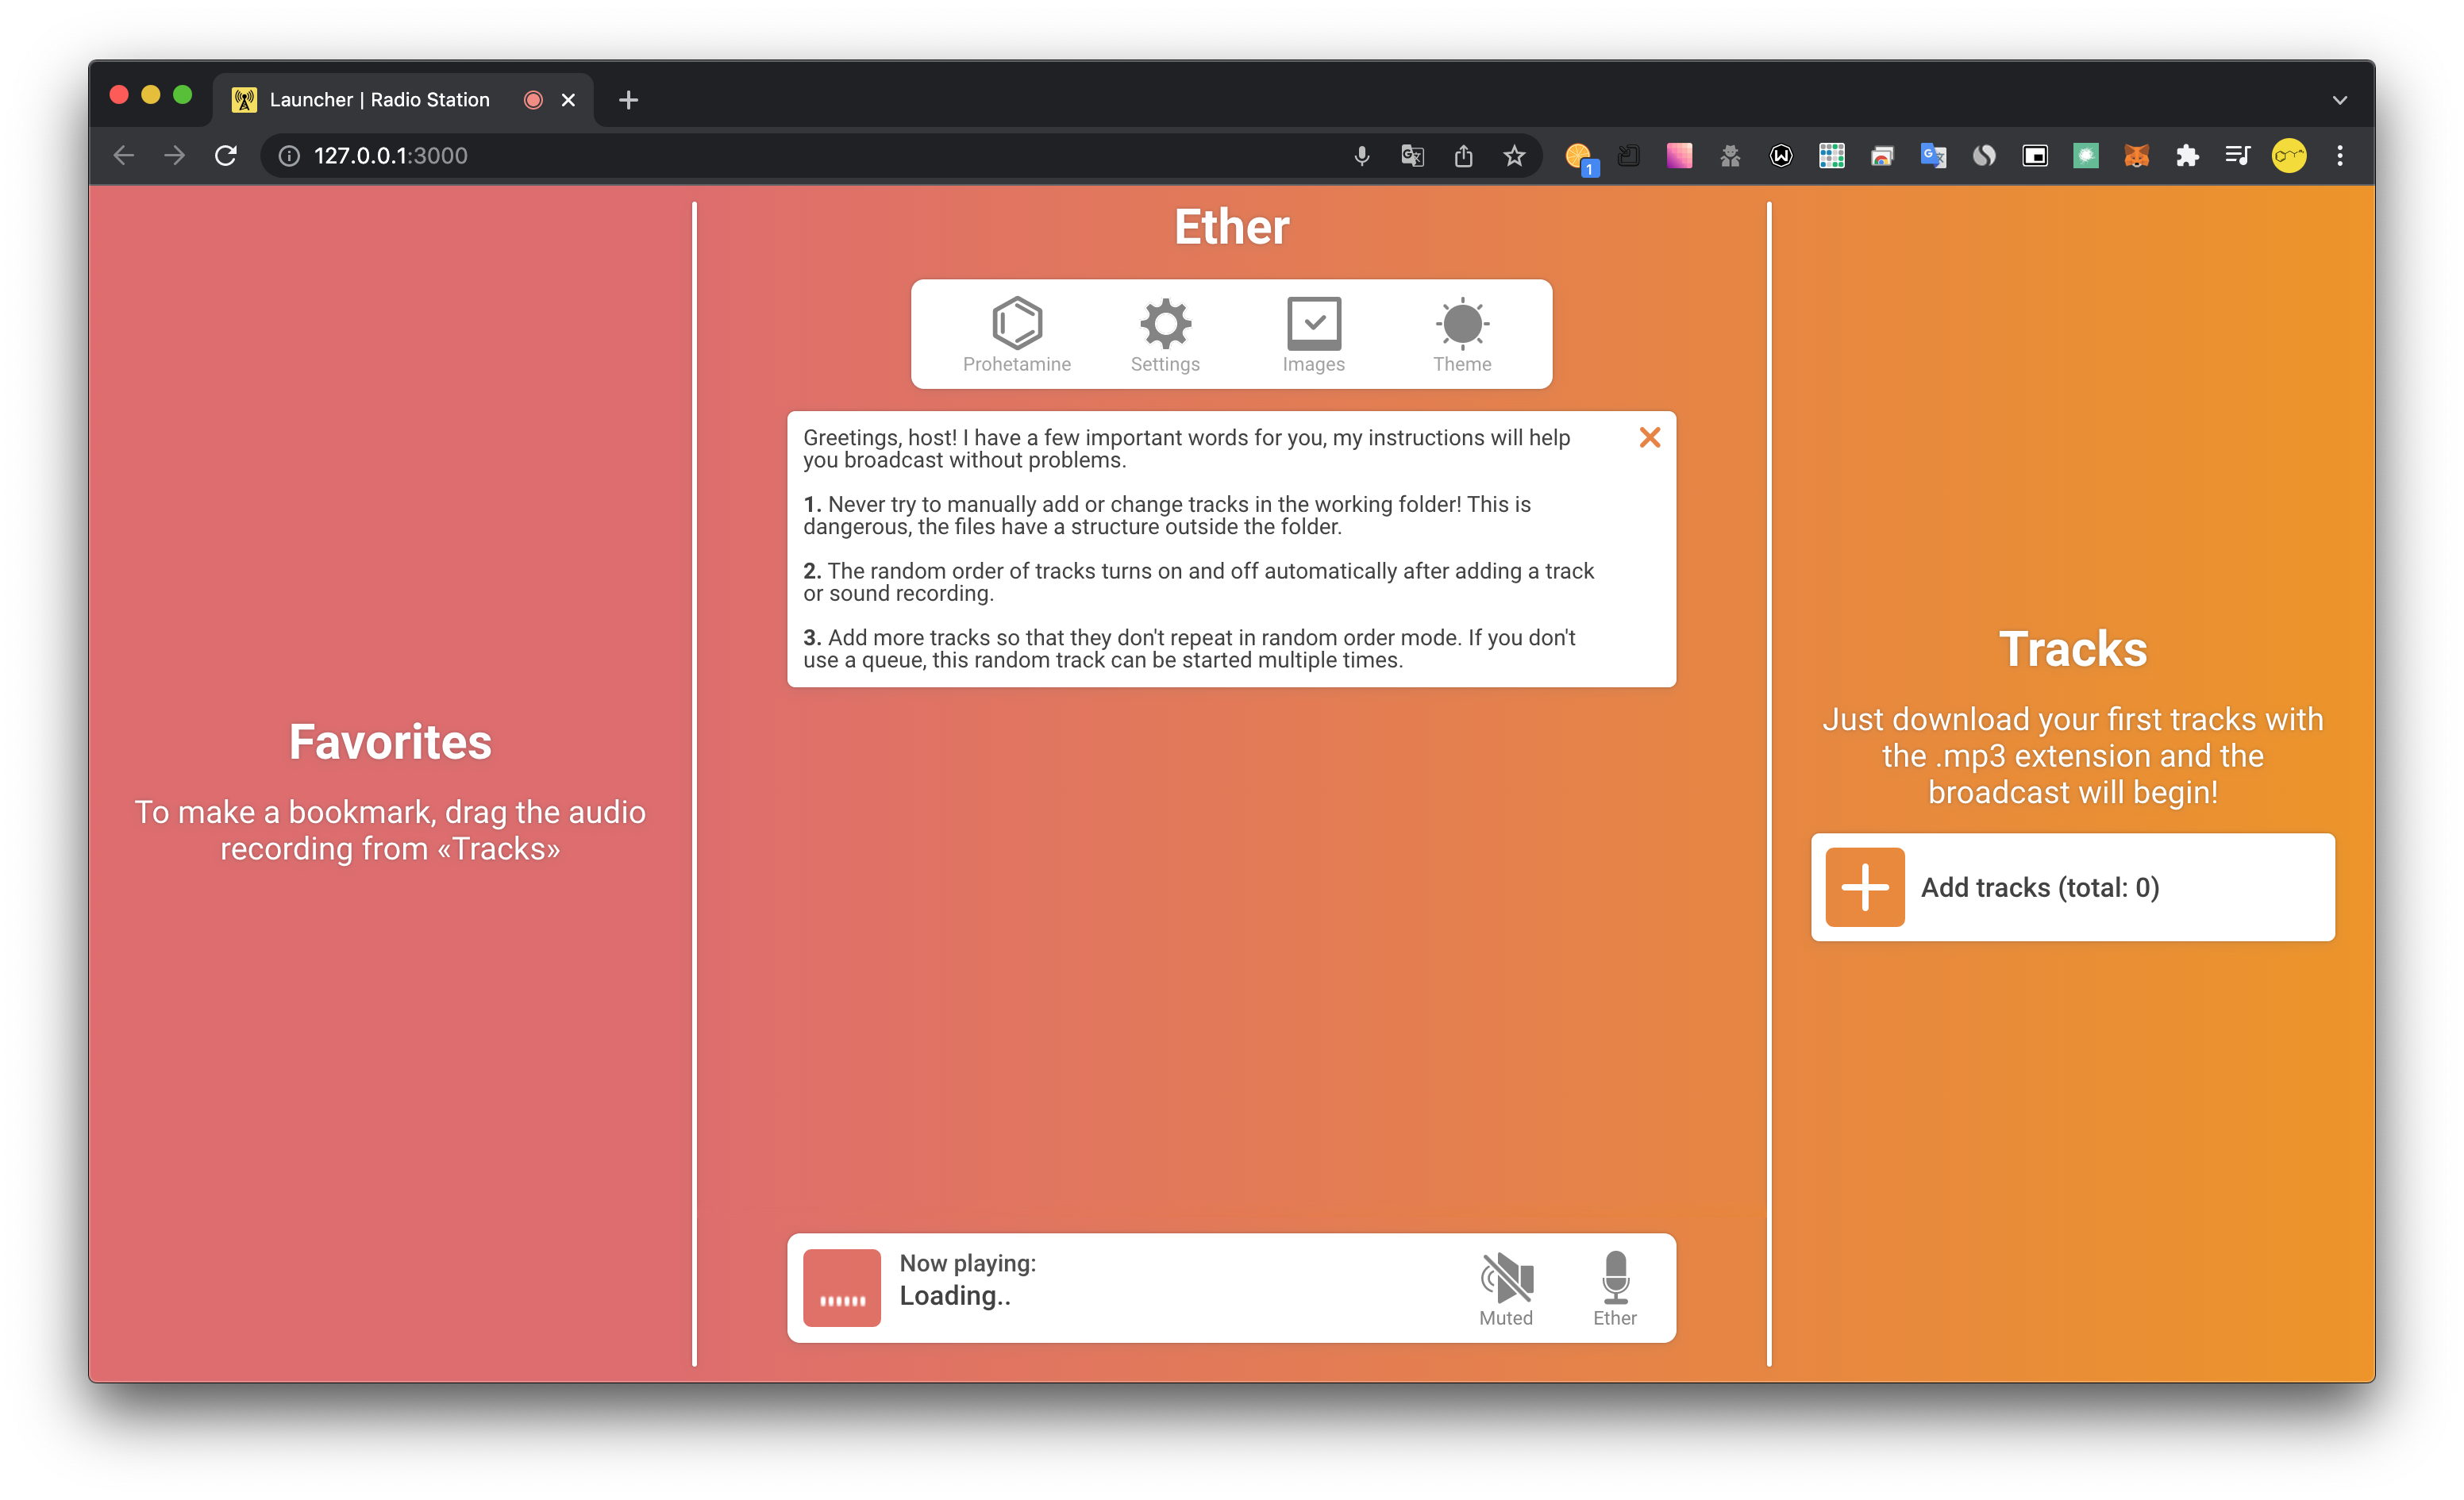 Launcher | Radio Station
127.0.0.1:3000
1
Ether
Prohetamine
Settings
Images
Theme
Greetings, host! I have a few important words for you, my instructions will help
you broadcast without problems.
1. Never try to manually add or change tracks in the working folder! This is
dangerous, the files have a structure outside the folder.
2. The random order of tracks turns on and off automatically after adding a track
or sound recording.
3. Add more tracks so that they don't repeat in random order mode. If you don't
use a queue, this random track can be started multiple times.
Favorites
To make a bookmark, drag the audio
recording from «Tracks»
Tracks
Just download your first tracks with
the .mp3 extension and the
broadcast will begin!
Add tracks (total: 0)
Now playing:
Loading..
Muted
Ether